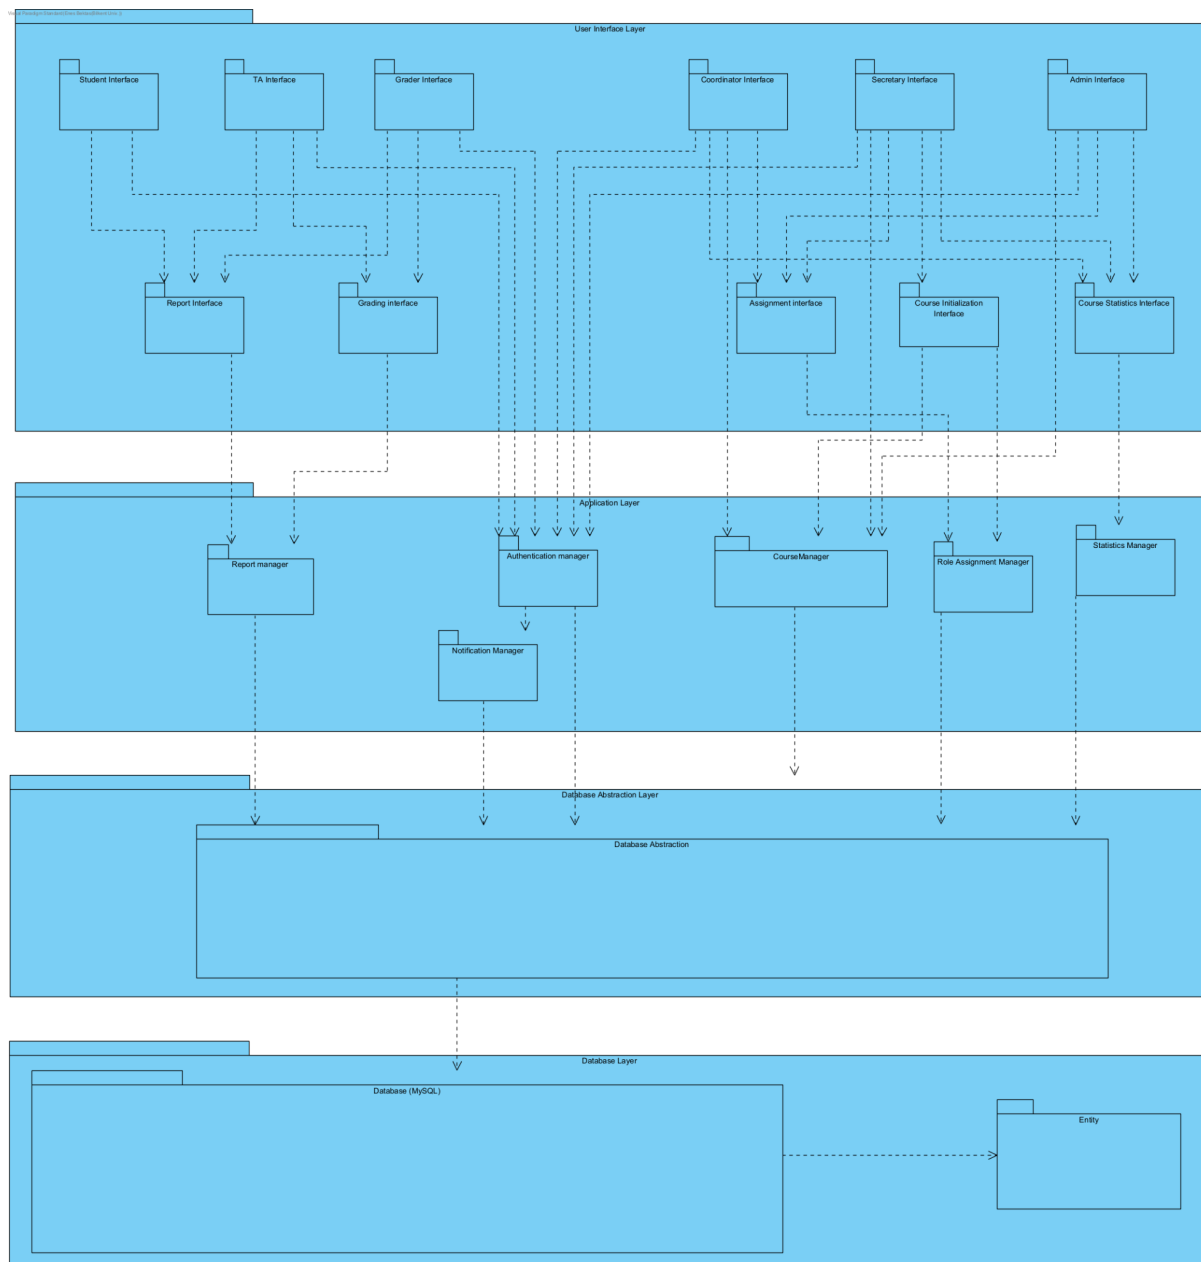 User Interface Layer
Student Interface
TA Interface
Grader Interface
Coordinator Interface
Secretary Interface
Admin Interface
Report Interface
Grading interface
Assignment interface
Course Initialization
Interface
Course Statistics Interface
Application Layer
Report manager
Authentication manager
CourseManager
Role Assignment Manager
Statistics Manager
Notification Manager
Database Abstraction Layer
Database Abstraction
Database Layer
Database (MySQL)
Entity